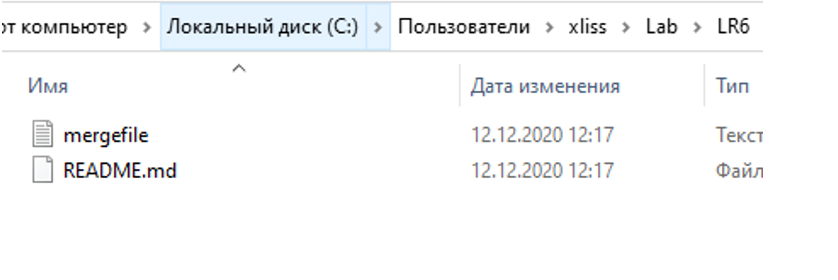 от компьютер > Локальный диск (C:) > Пользователи > xliss > Lab > LR6
Имя Дата изменения Тип
mergefile 12.12.2020 12:17 Текст
README.md 12.12.2020 12:17 Файл